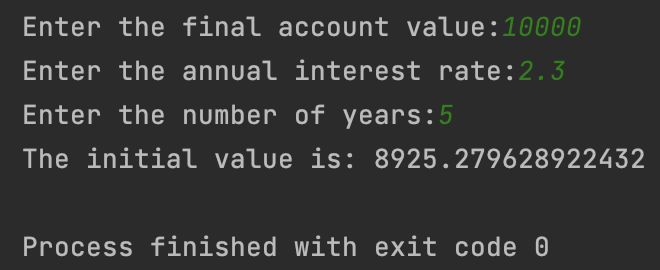 Enter the final account value:10000
Enter the annual interest rate:2.3
Enter the number of years:5
The initial value is: 8925.279628922432
Process finished with exit code 0